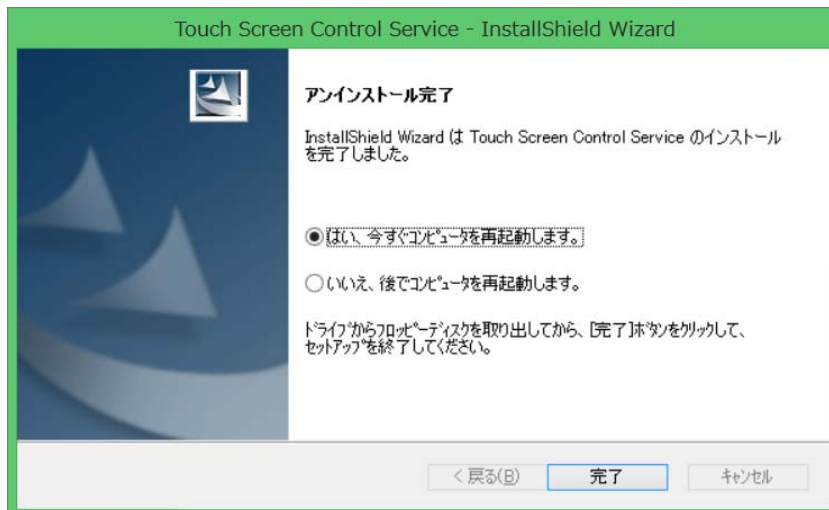 Touch Screen Control Service - InstallShield Wizard
アンインストール完了
InstallShield Wizard は Touch Screen Control Service のインストール
を完了しました。
はい、今すぐコンピュータを再起動します。
いいえ、後でコンピュータを再起動します。
ドライブからフロッピーディスクを取り出してから、[完了]ボタンをクリックして、
セットアップを終了してください。
< 戻る(B) 完了 キャンセル